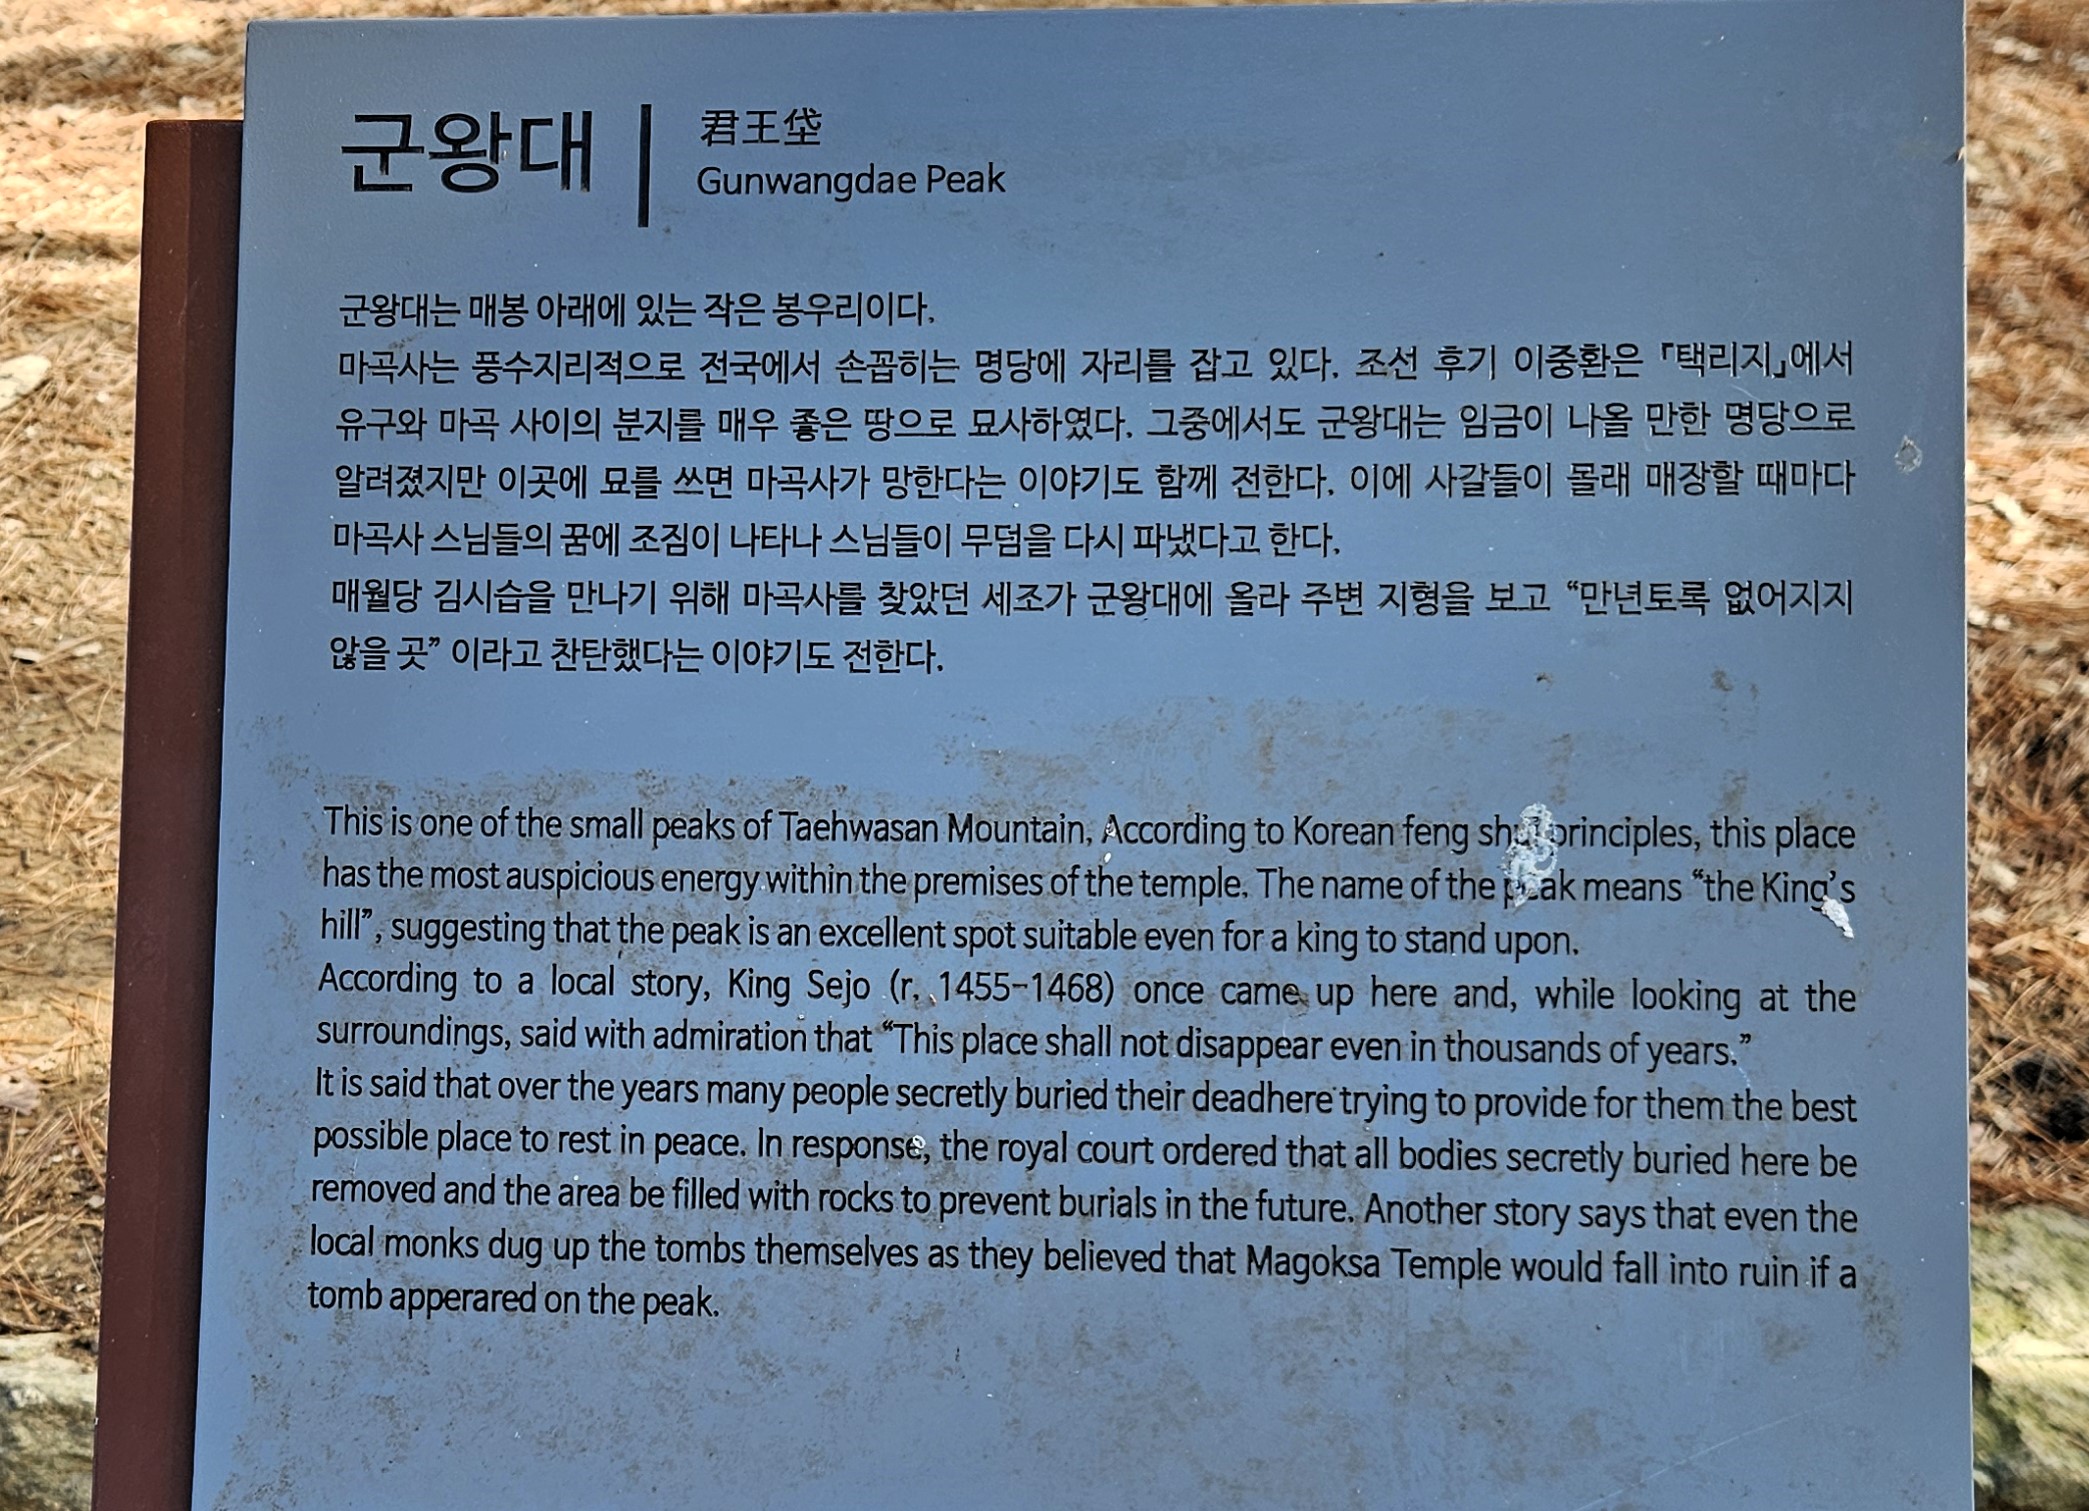 군왕대
君王垈
Gunwangdae Peak
군왕대는 매봉 아래에 있는 작은 봉우리이다.
마곡사는 풍수지리적으로 전국에서 손꼽히는 명당에 자리를 잡고 있다. 조선 후기 이중환은 「택리지」에서
유구와 마곡 사이의 분지를 매우 좋은 땅으로 묘사하였다. 그중에서도 군왕대는 임금이 나올 만한 명당으로
알려졌지만 이곳에 묘를 쓰면 마곡사가 망한다는 이야기도 함께 전한다. 이에 사갈들이 몰래 매장할 때마다
마곡사 스님들의 꿈에 조짐이 나타나 스님들이 무덤을 다시 파냈다고 한다.
매월당 김시습을 만나기 위해 마곡사를 찾았던 세조가 군왕대에 올라 주변 지형을 보고 “만년토록 없어지지
않을 곳” 이라고 찬탄했다는 이야기도 전한다.
This is one of the small peaks of Taehwasan Mountain. According to Korean feng principles, this place
has the most auspicious energy within the premises of the temple. The name of the peak means “the King’s
hill”, suggesting that the peak is an excellent spot suitable even for a king to stand upon.
According to a local story, King Sejo (r. 1455-1468) once came up here and, while looking at the
surroundings, said with admiration that “This place shall not disappear even in thousands of years.”
It is said that over the years many people secretly buried their deadhere trying to provide for them the best
possible place to rest in peace. In response, the royal court ordered that all bodies secretly buried here be
removed and the area be filled with rocks to prevent burials in the future. Another story says that even the
local monks dug up the tombs themselves as they believed that Magoksa Temple would fall into ruin if a
tomb apperared on the peak.